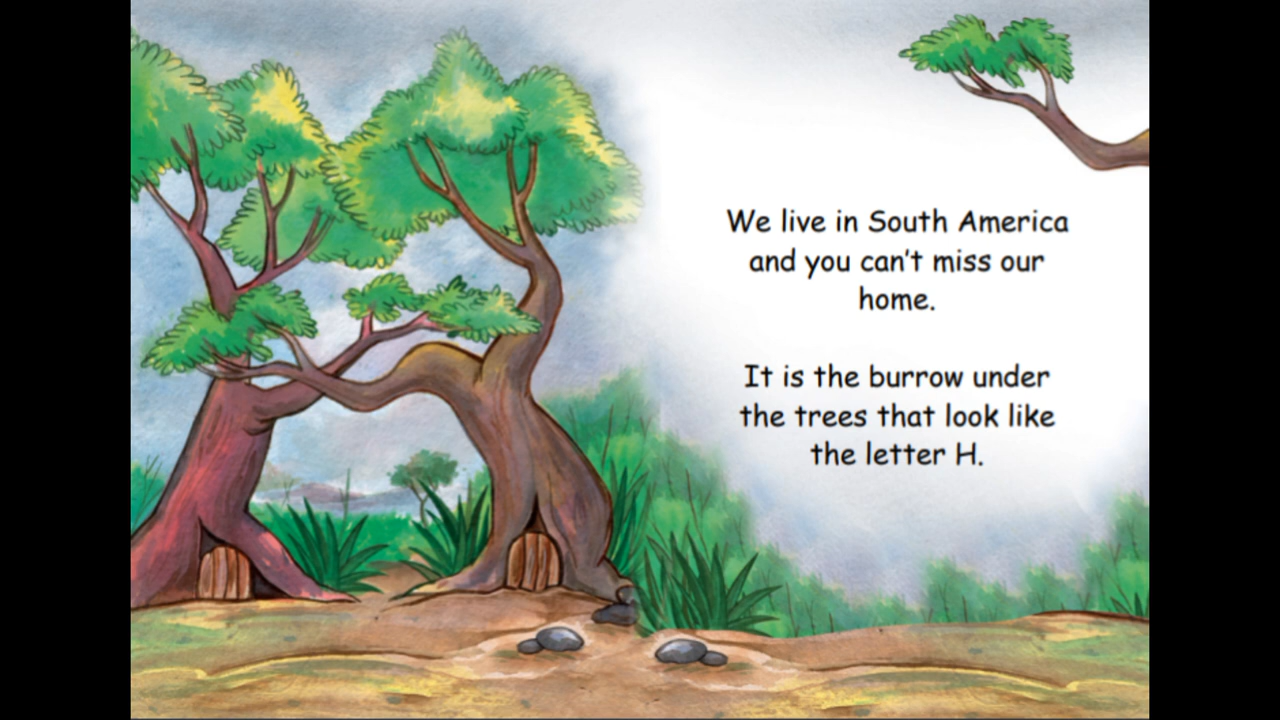 We live in South America
and you can't miss our
home.
It is the burrow under
the trees that look like
the letter H.